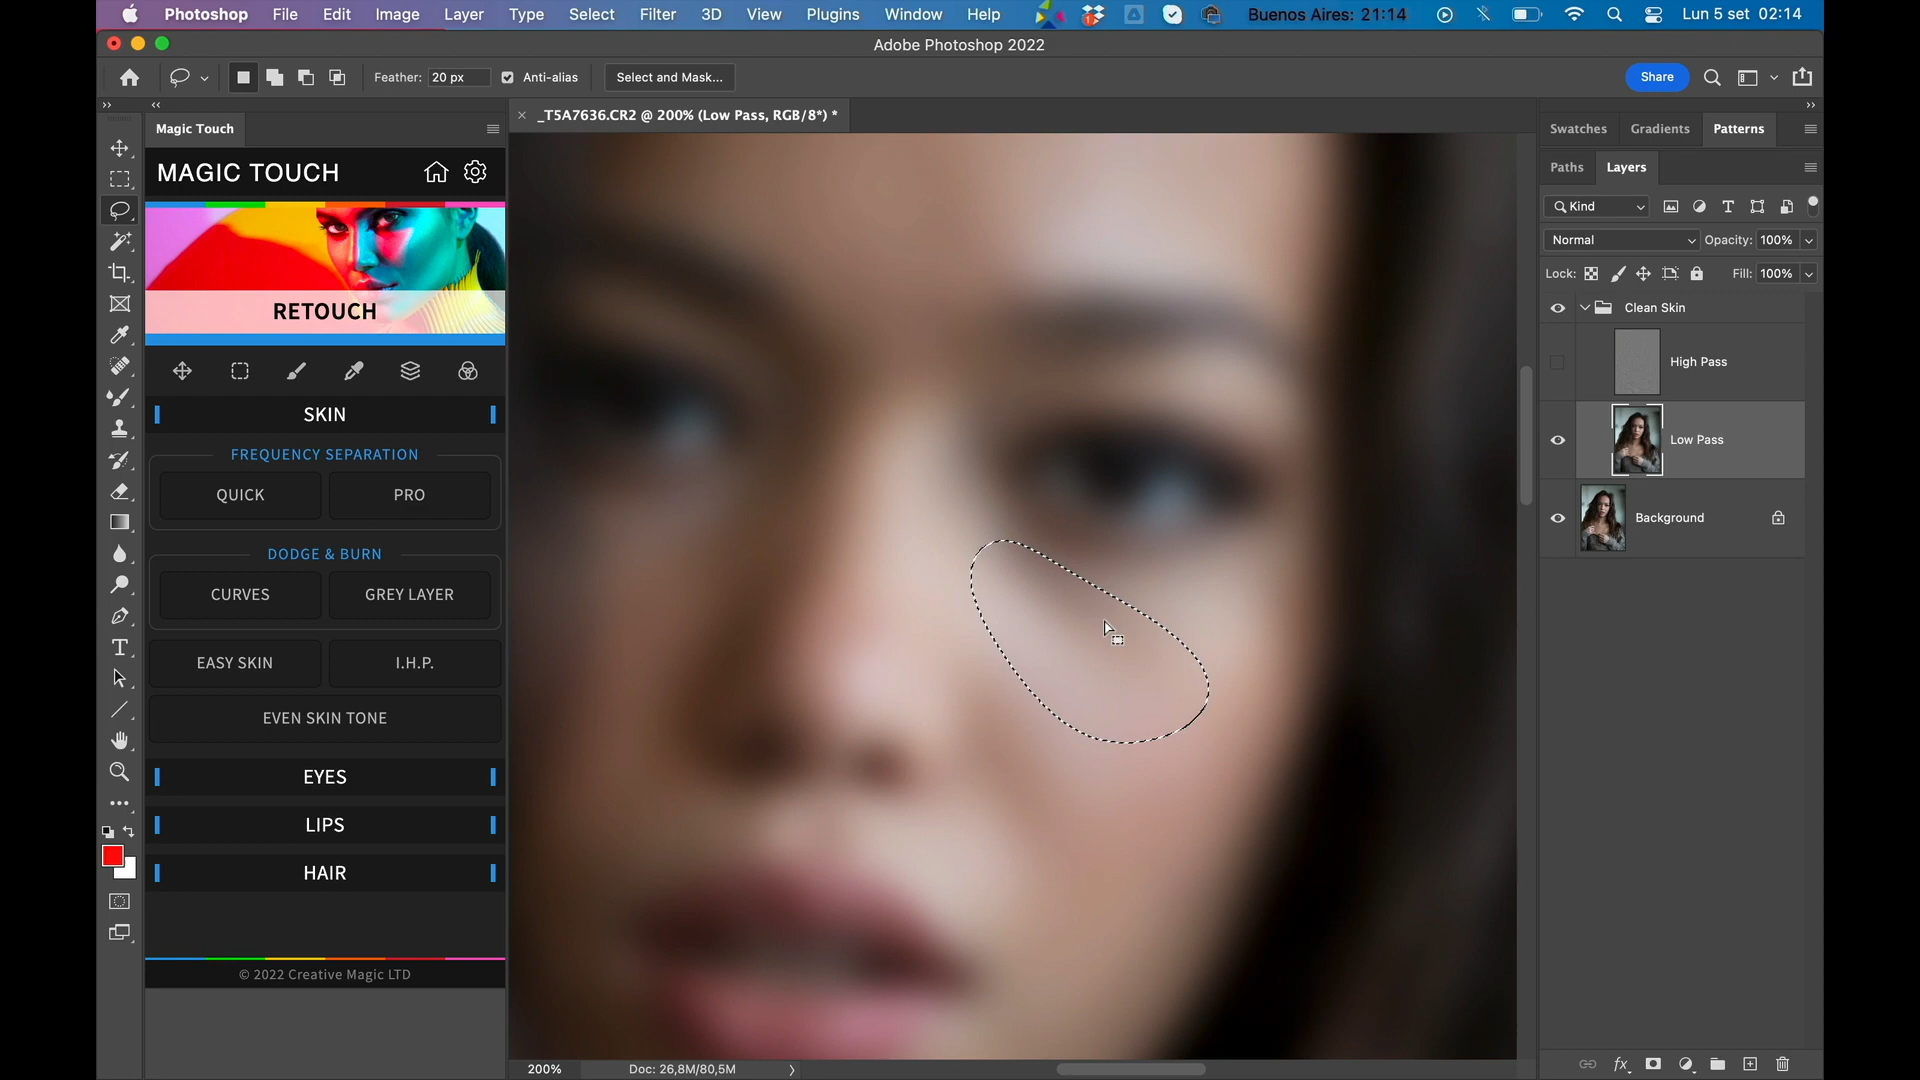 Photoshop File Edit Image Layer Type Select Filter 3D View Plugins Window Help Buenos Aires: 21:14 Lun 5 set 02:14
Adobe Photoshop 2022
Feather: 20 px Anti-alias Select and Mask... Share
Magic Touch
MAGIC TOUCH
RETOUCH
SKIN
FREQUENCY SEPARATION
QUICK PRO
DODGE & BURN
CURVES GREY LAYER
EASY SKIN I.H.P.
EVEN SKIN TONE
EYES
LIPS
HAIR
© 2022 Creative Magic LTD
_T5A7636.CR2 @ 200% (Low Pass, RGB/8*) *
200% Doc: 26,8M/80,5M
Swatches Gradients Patterns
Paths Layers
Kind
Normal Opacity: 100%
Lock: Fill: 100%
Clean Skin
High Pass
Low Pass
Background
fx